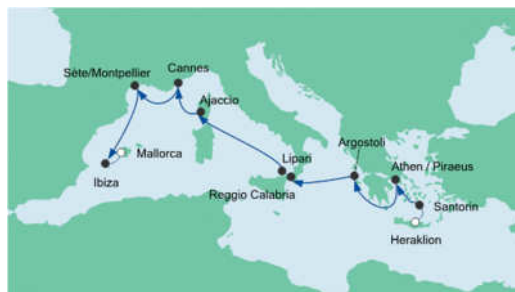 Cannes
Sète/Montpellier
Ajaccio
Argostoli
Mallorca
Lipari
Athen / Piraeus
Ibiza
Reggio Calabria
Santorin
Heraklion